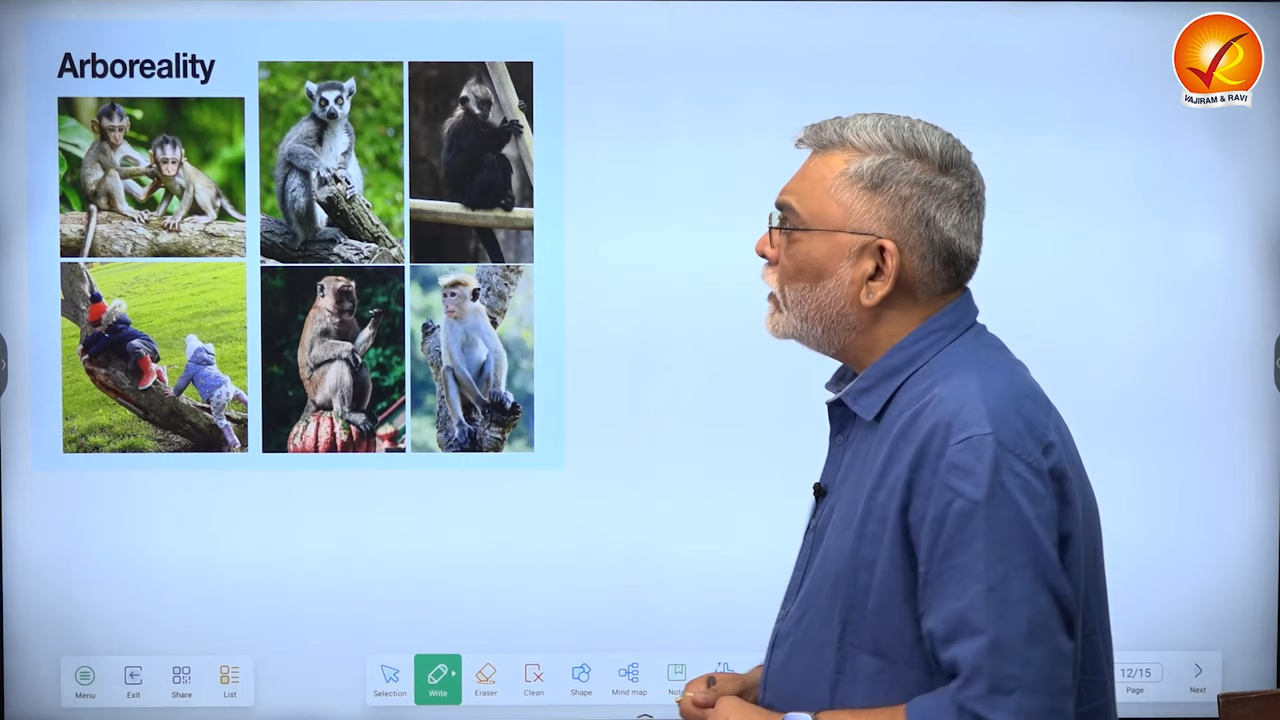 Arboreality
VAJIRAM & RAVI
Menu
Exit
Share
List
Selection
Write
Eraser
Clean
Shape
Mind map
12/15
Page
Next